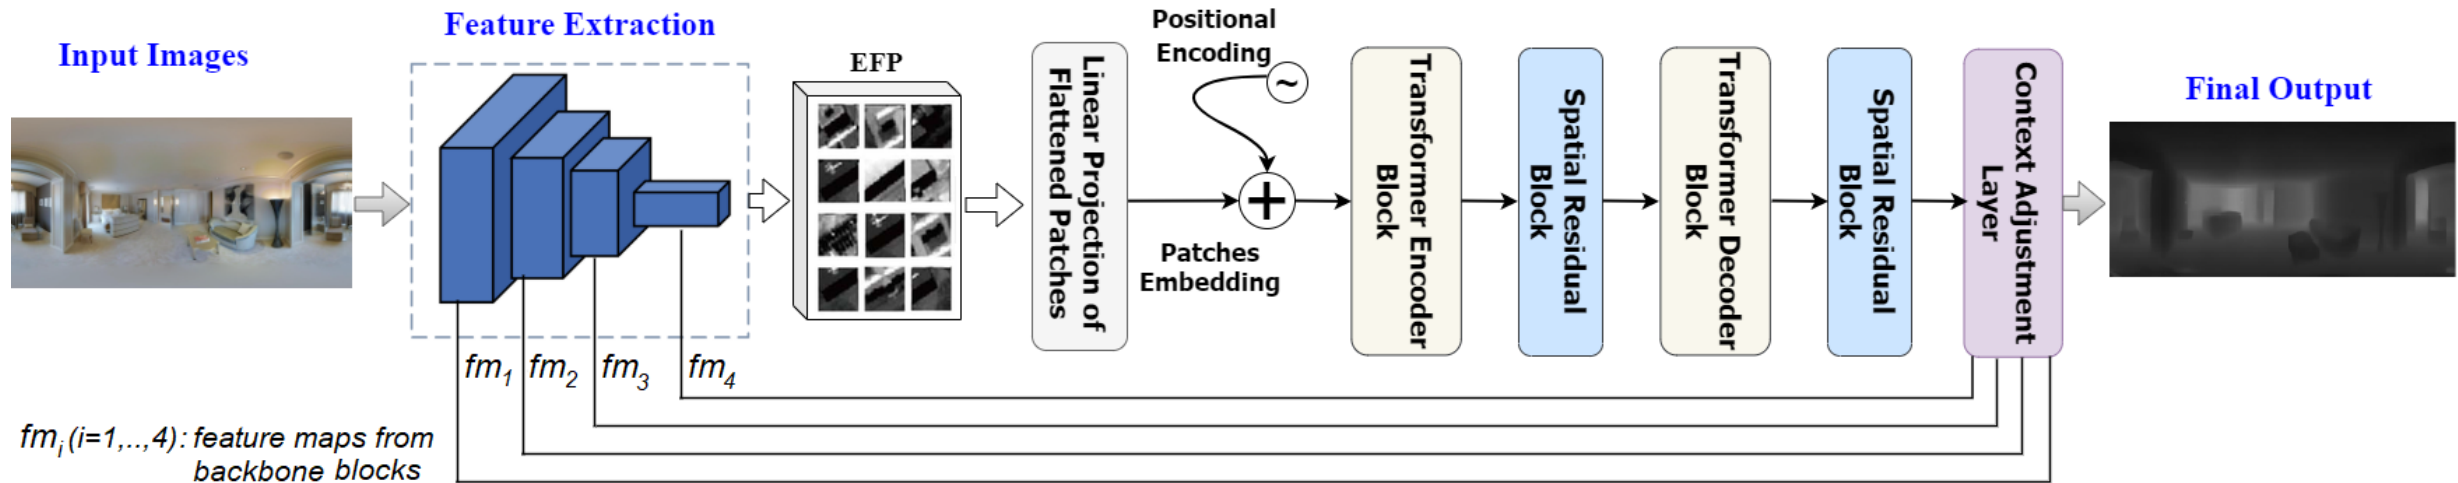 Input Images
Feature Extraction
EFP
Linear Projection of
Flattened Patches
Positional
Encoding
~
+
Patches
Embedding
Transformer Encoder
Block
Spatial Residual
Block
Transformer Decoder
Block
Spatial Residual
Block
Context Adjustment
Layer
Final Output
fm1 fm2 fm3 fm4
fmi (i=1,..,4): feature maps from
backbone blocks